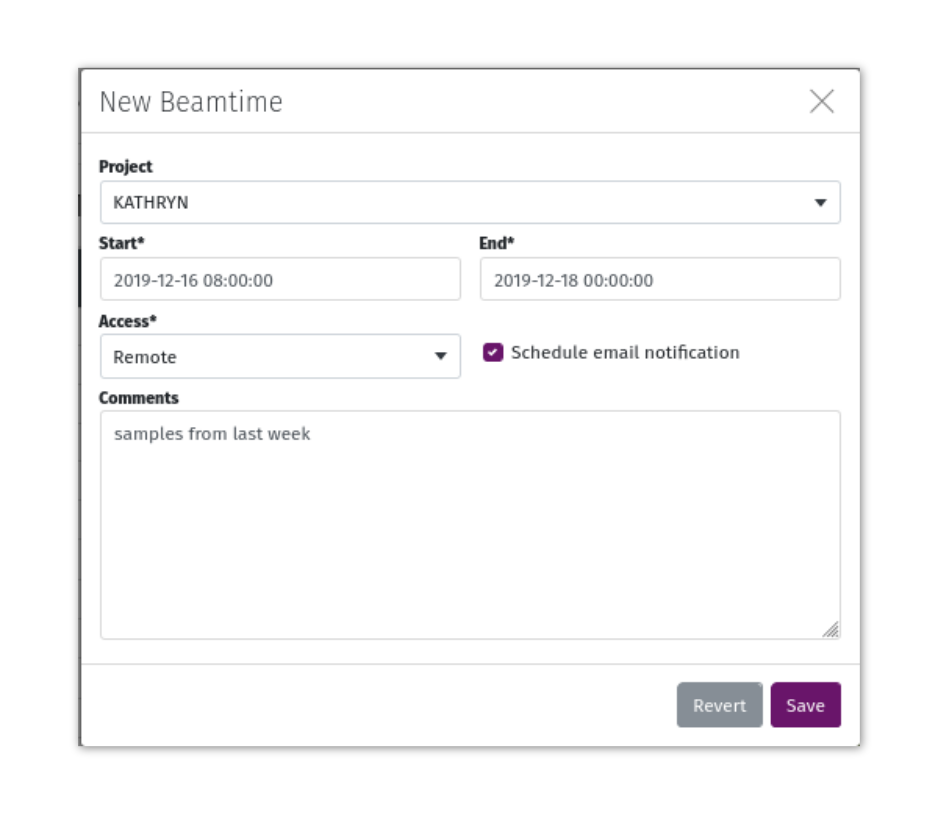 New Beamtime
Project
KATHRYN
Start* End*
2019-12-16 08:00:00 2019-12-18 00:00:00
Access*
Remote Schedule email notification
Comments
samples from last week
Revert Save